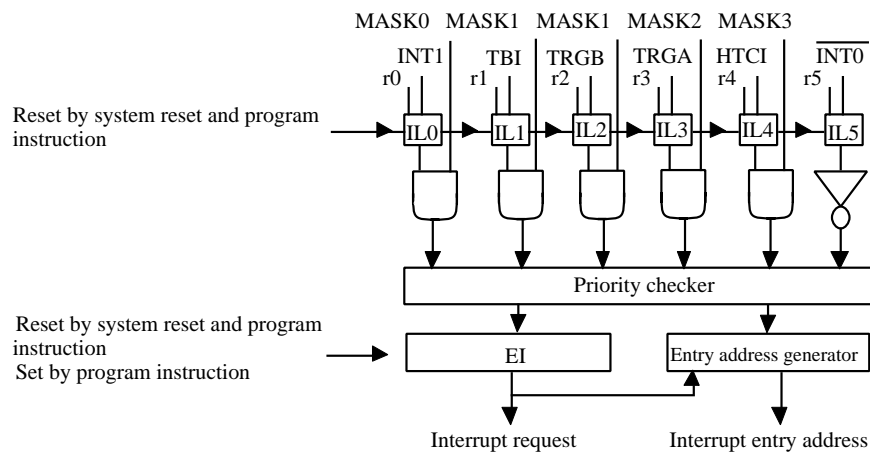 MASK0 MASK1 MASK1 MASK2 MASK3
INT1 TBI TRGB TRGA HTCI INT0
r0 r1 r2 r3 r4 r5
Reset by system reset and program
instruction
IL0 IL1 IL2 IL3 IL4 IL5
Priority checker
Reset by system reset and program
instruction
Set by program instruction
EI
Entry address generator
Interrupt request
Interrupt entry address